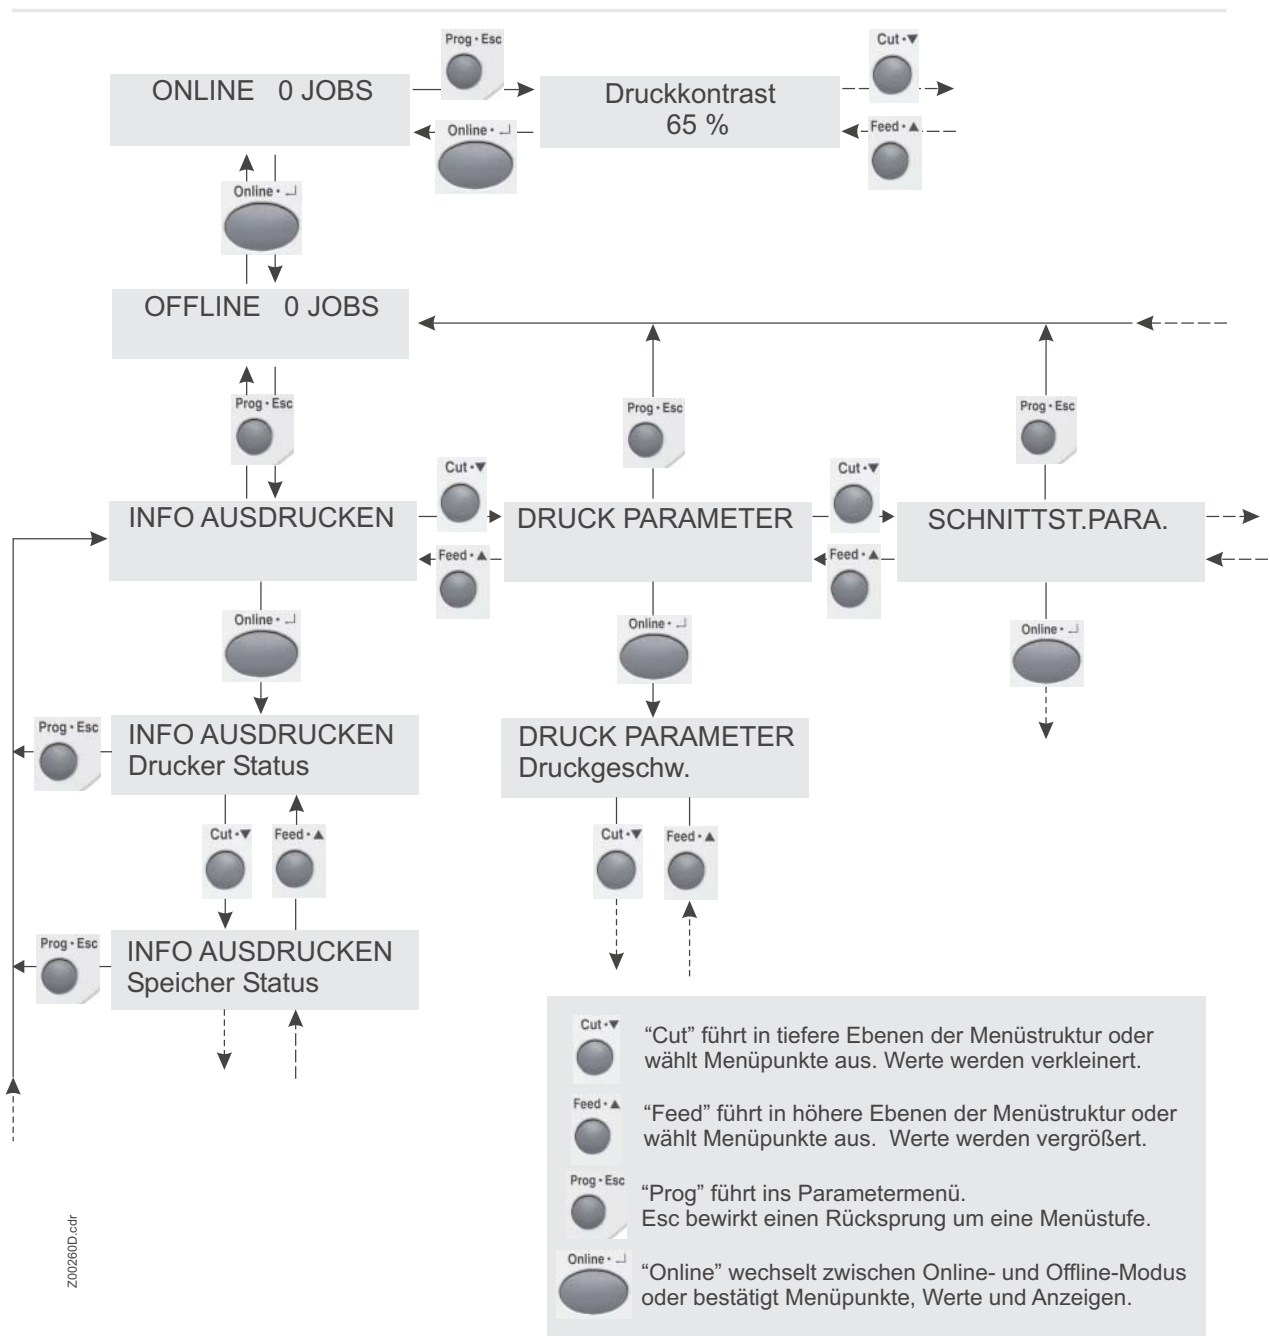 Prog • Esc
Cut • ▼
ONLINE 0 JOBS
Druckkontrast
65 %
Online • ↵
Feed • ▲
Online • ↵
OFFLINE 0 JOBS
Prog • Esc
Prog • Esc
Prog • Esc
Cut • ▼
Cut • ▼
INFO AUSDRUCKEN
DRUCK PARAMETER
SCHNITTST.PARA.
Feed • ▲
Feed • ▲
Online • ↵
Online • ↵
Online • ↵
Prog • Esc
INFO AUSDRUCKEN
Drucker Status
DRUCK PARAMETER
Druckgeschw.
Cut • ▼
Feed • ▲
Cut • ▼
Feed • ▲
Prog • Esc
INFO AUSDRUCKEN
Speicher Status
Cut • ▼
“Cut” führt in tiefere Ebenen der Menüstruktur oder
wählt Menüpunkte aus. Werte werden verkleinert.
Feed • ▲
“Feed” führt in höhere Ebenen der Menüstruktur oder
wählt Menüpunkte aus. Werte werden vergrößert.
Prog • Esc
“Prog” führt ins Parametermenü.
Esc bewirkt einen Rücksprung um eine Menüstufe.
Online • ↵
“Online” wechselt zwischen Online- und Offline-Modus
oder bestätigt Menüpunkte, Werte und Anzeigen.
Z00260D.cdr